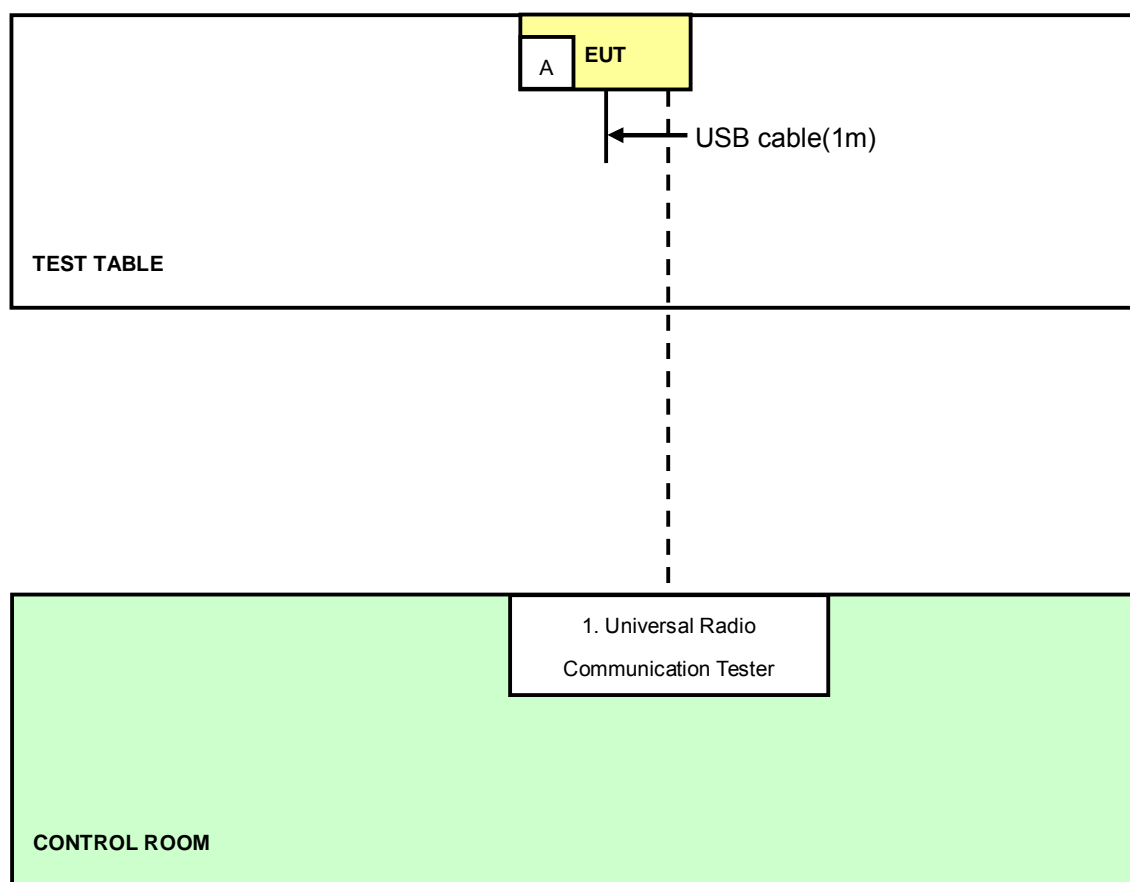 EUT
A
USB cable(1m)
TEST TABLE
1. Universal Radio
Communication Tester
CONTROL ROOM